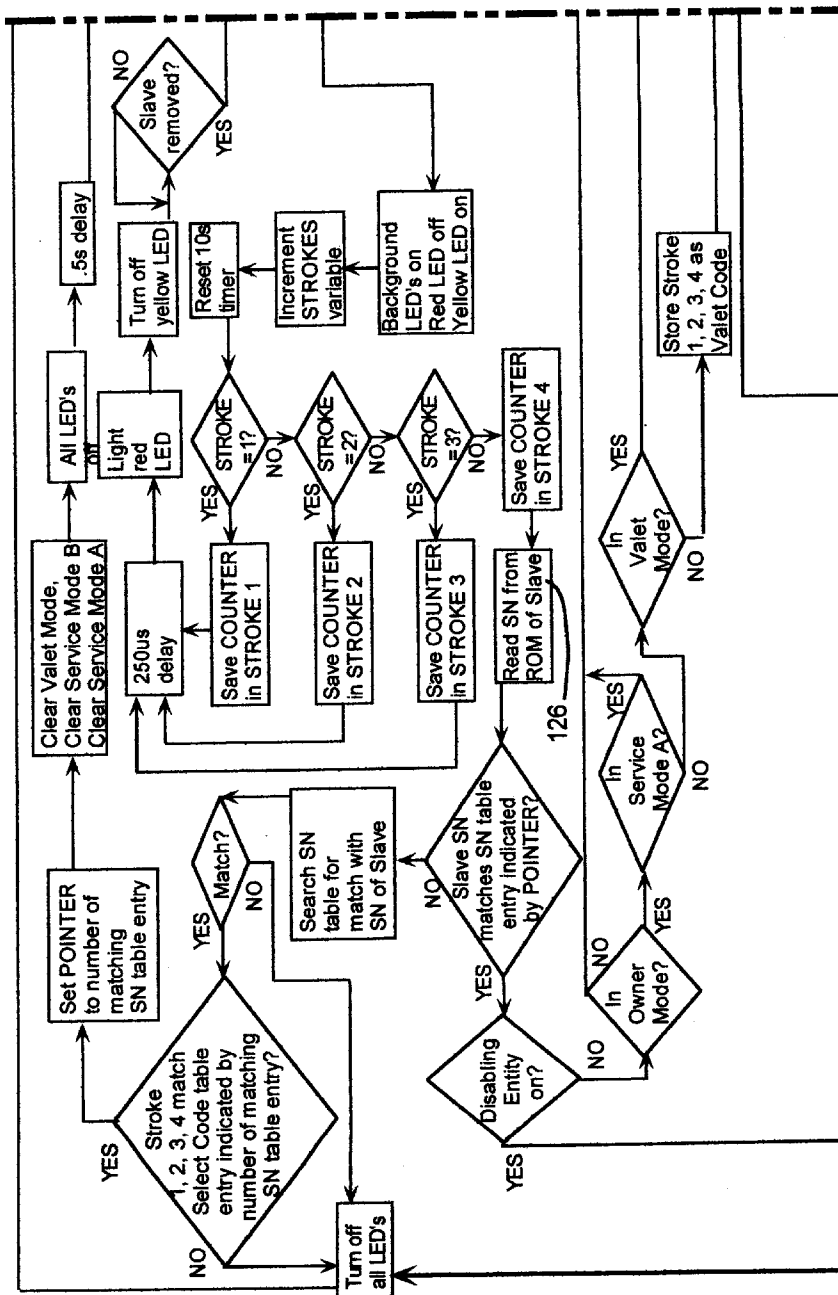 Set POINTER
to number of
matching
SN table entry
Clear Valet Mode,
Clear Service Mode B
Clear Service Mode A
All LED's
off
.5s delay
YES
Stroke
1, 2, 3, 4 match
Select Code table
entry indicated by
number of matching
SN table entry?
NO
YES
Match?
NO
Turn off
all LED's
Search SN
table for
match with
SN of Slave
250us
delay
Light
red
LED
Turn off
yellow LED
Slave
removed?
NO
YES
Save COUNTER
in STROKE 1
YES
STROKE
=1?
NO
Reset 10s
timer
Save COUNTER
in STROKE 2
YES
STROKE
=2?
NO
Increment
STROKES
variable
Save COUNTER
in STROKE 3
YES
STROKE
=3?
NO
Background
LED's on
Red LED off
Yellow LED on
Save COUNTER
in STROKE 4
Read SN from
ROM of Slave
126
Slave SN
matches SN table
entry indicated
by POINTER?
NO
YES
Disabling
Entity
on?
YES
NO
In
Owner
Mode?
NO
YES
In
Service
Mode A?
YES
NO
In
Valet
Mode?
YES
NO
Store Stroke
1, 2, 3, 4 as
Valet Code